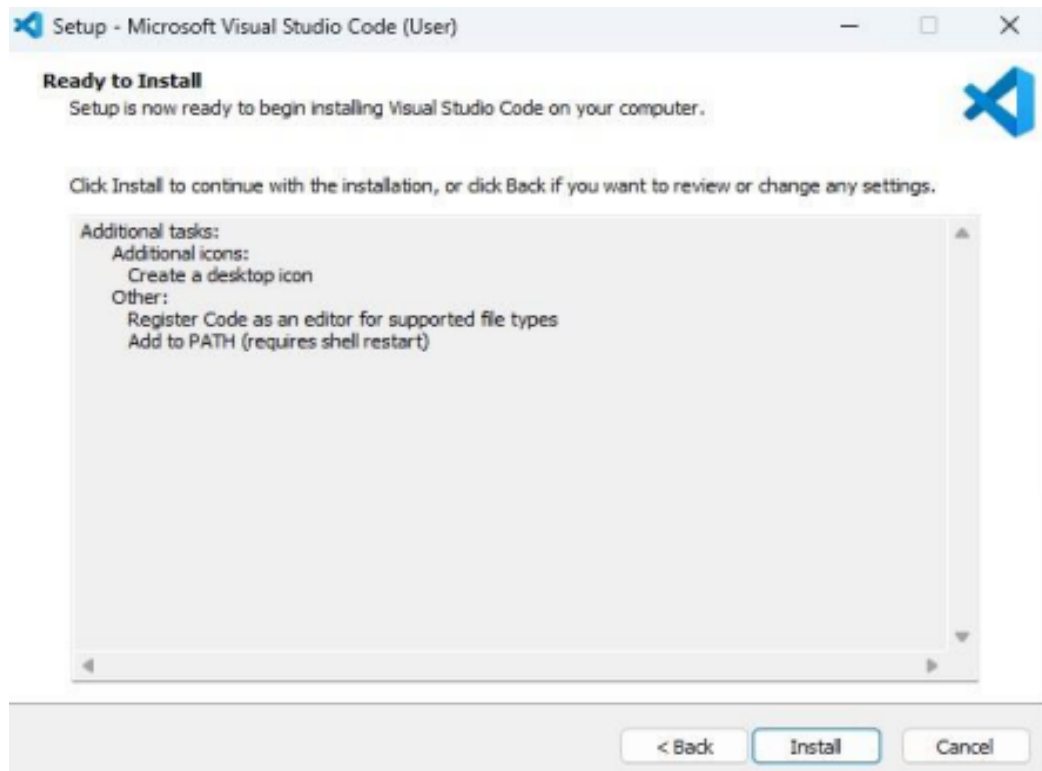 Setup - Microsoft Visual Studio Code (User)
Ready to Install
Setup is now ready to begin installing Visual Studio Code on your computer.
Click Install to continue with the installation, or click Back if you want to review or change any settings.
Additional tasks:
Additional icons:
Create a desktop icon
Other:
Register Code as an editor for supported file types
Add to PATH (requires shell restart)
< Back Install Cancel